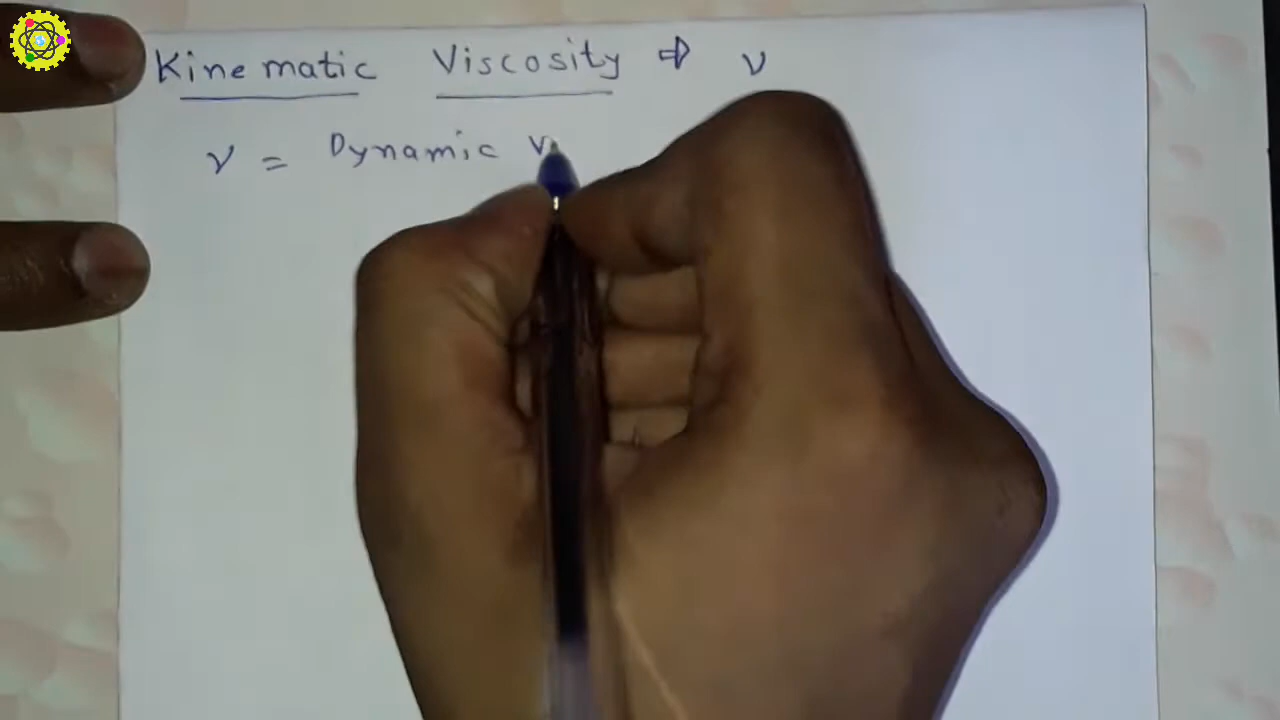 Kinematic Viscosity ⇒ ν
ν = Dynamic V